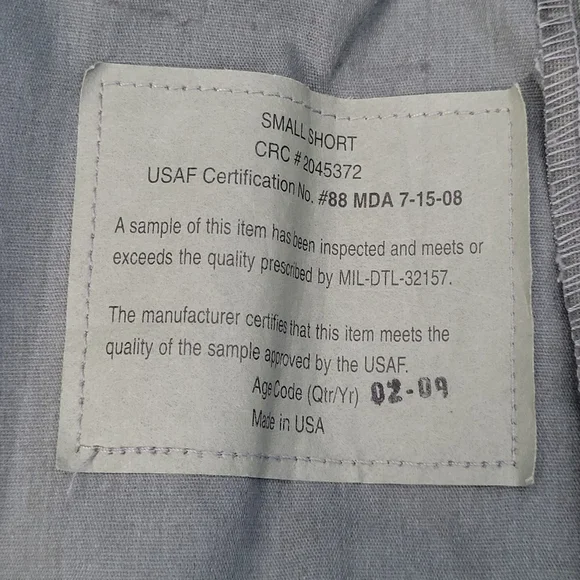 SMALL SHORT
CRC # 2045372
USAF Certification No. #88 MDA 7-15-08
A sample of this item has been inspected and meets or
exceeds the quality prescribed by MIL-DTL-32157.
The manufacturer certifies that this item meets the
quality of the sample approved by the USAF.
Age Code (Qtr/Yr) 02-09
Made in USA